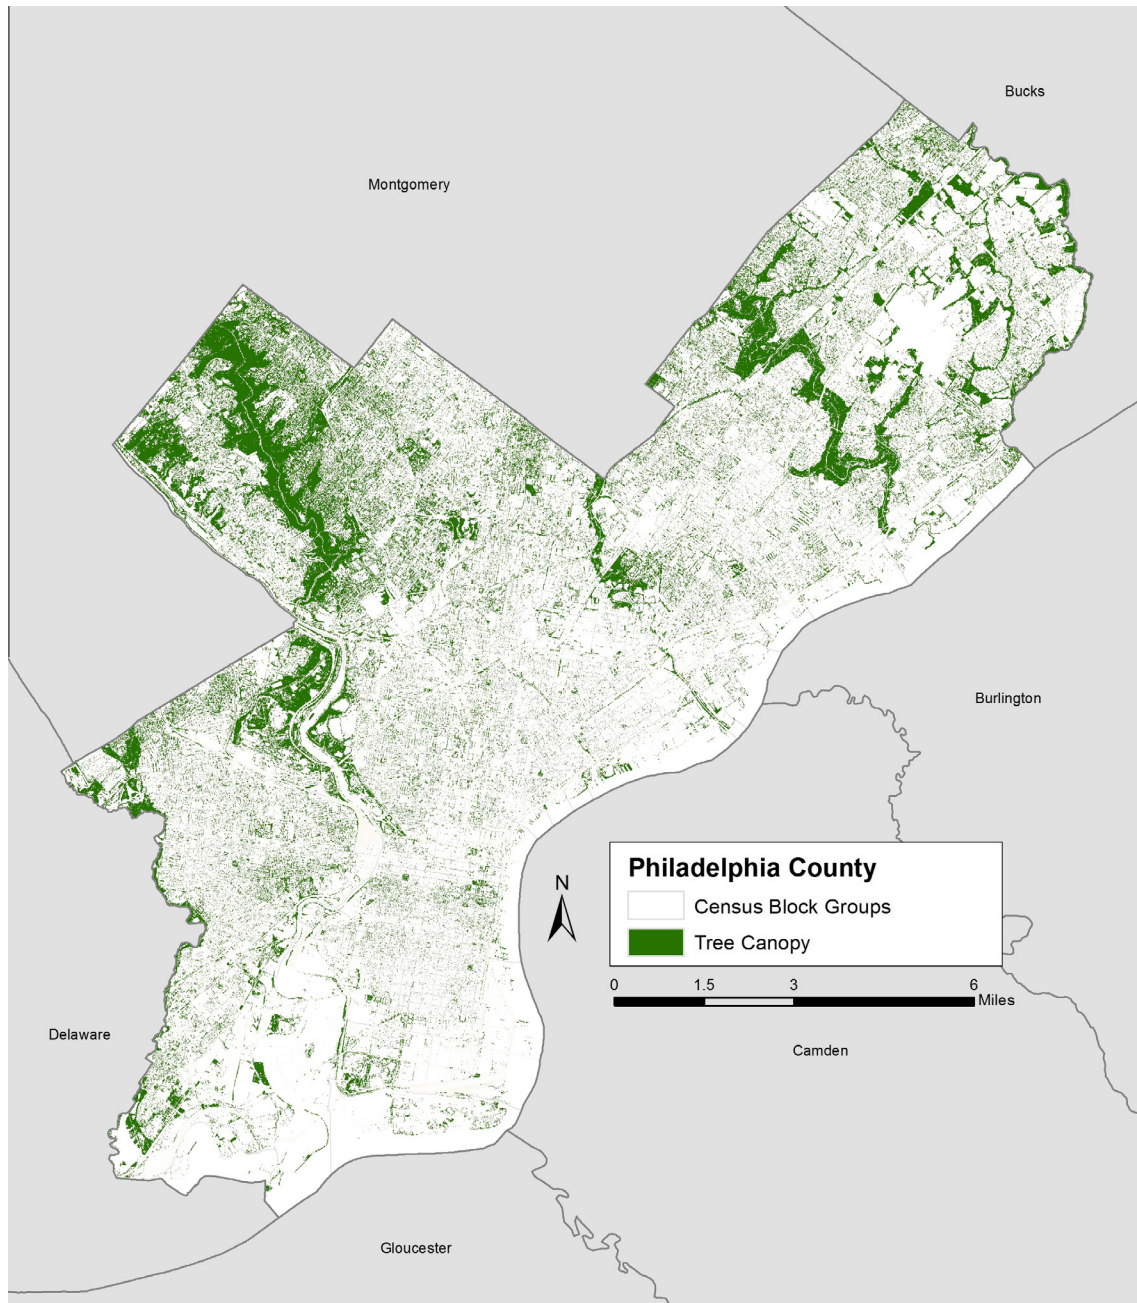 Bucks
Montgomery
Burlington
Philadelphia County
Census Block Groups
N
Tree Canopy
0 1.5 3 6
Miles
Delaware
Camden
Gloucester